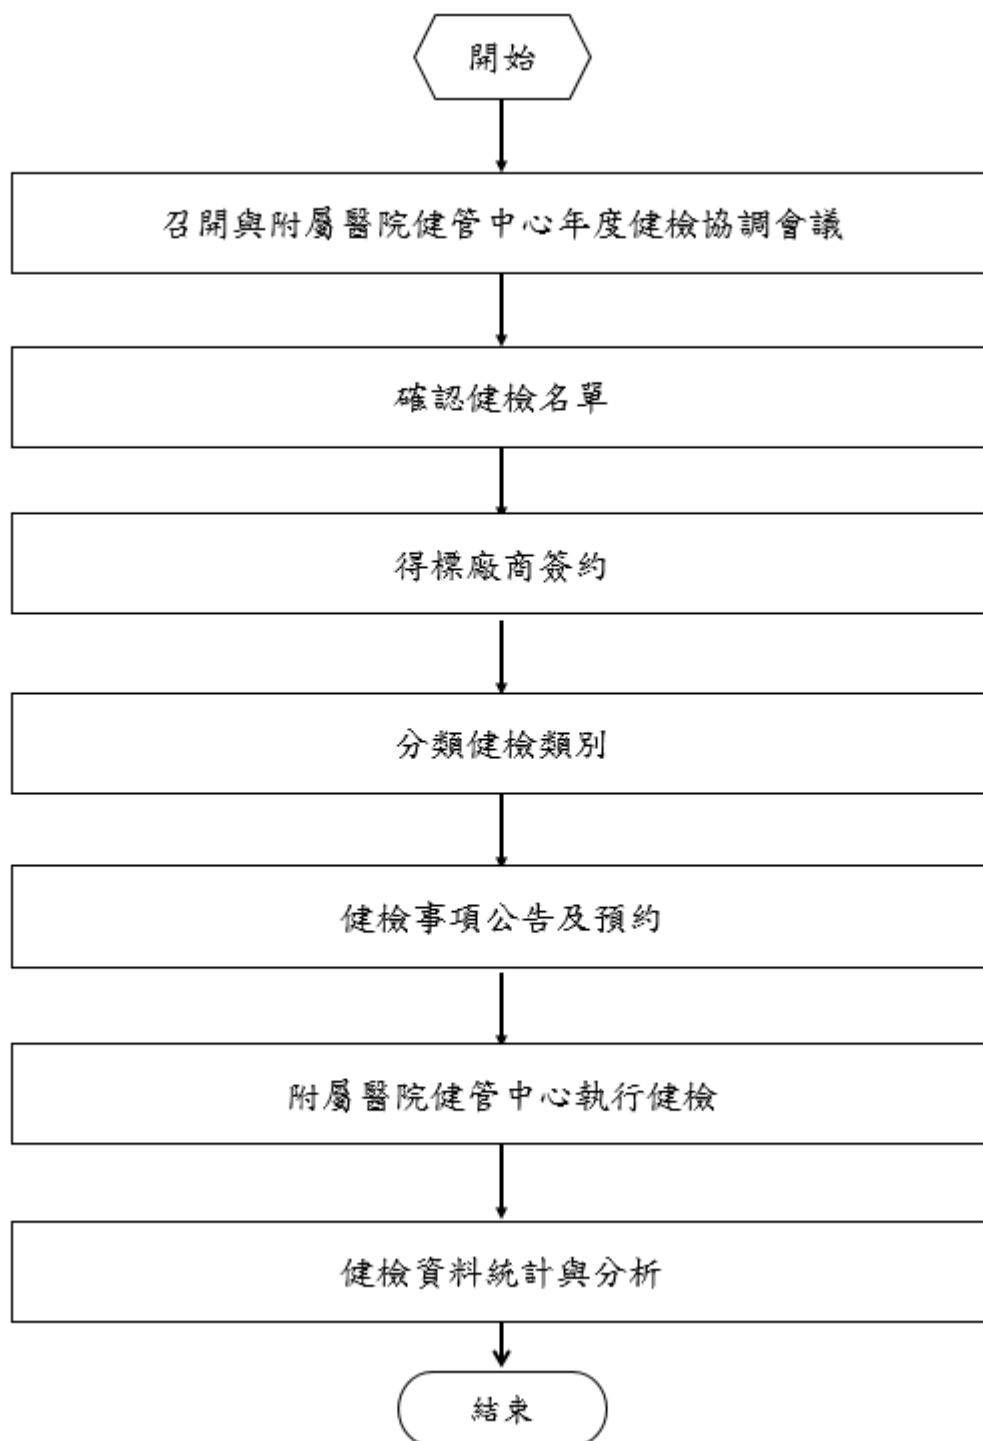 開始
召開與附屬醫院健管中心年度健檢協調會議
確認健檢名單
得標廠商簽約
分類健檢類別
健檢事項公告及預約
附屬醫院健管中心執行健檢
健檢資料統計與分析
結束